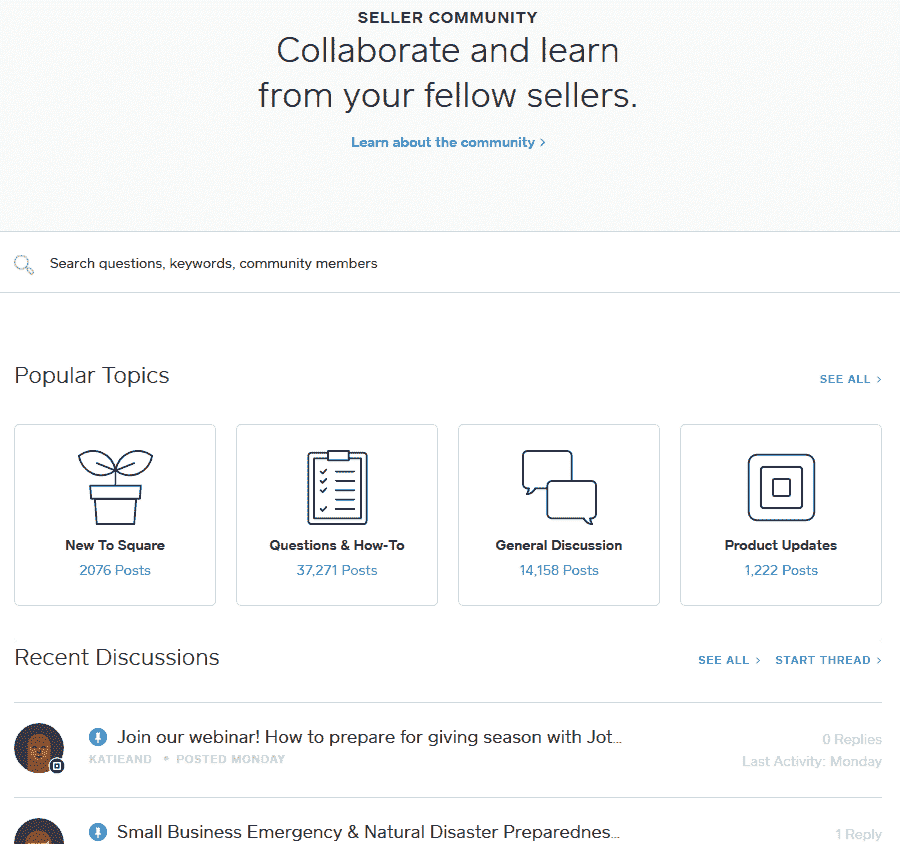 SELLER COMMUNITY
Collaborate and learn
from your fellow sellers.
Learn about the community >
Search questions, keywords, community members
Popular Topics
SEE ALL >
New To Square
2076 Posts
Questions & How-To
37,271 Posts
General Discussion
14,158 Posts
Product Updates
1,222 Posts
Recent Discussions
SEE ALL > START THREAD >
Join our webinar! How to prepare for giving season with Jot...
0 Replies
KATIEAND • POSTED MONDAY
Last Activity: Monday
Small Business Emergency & Natural Disaster Preparednes...
1 Reply